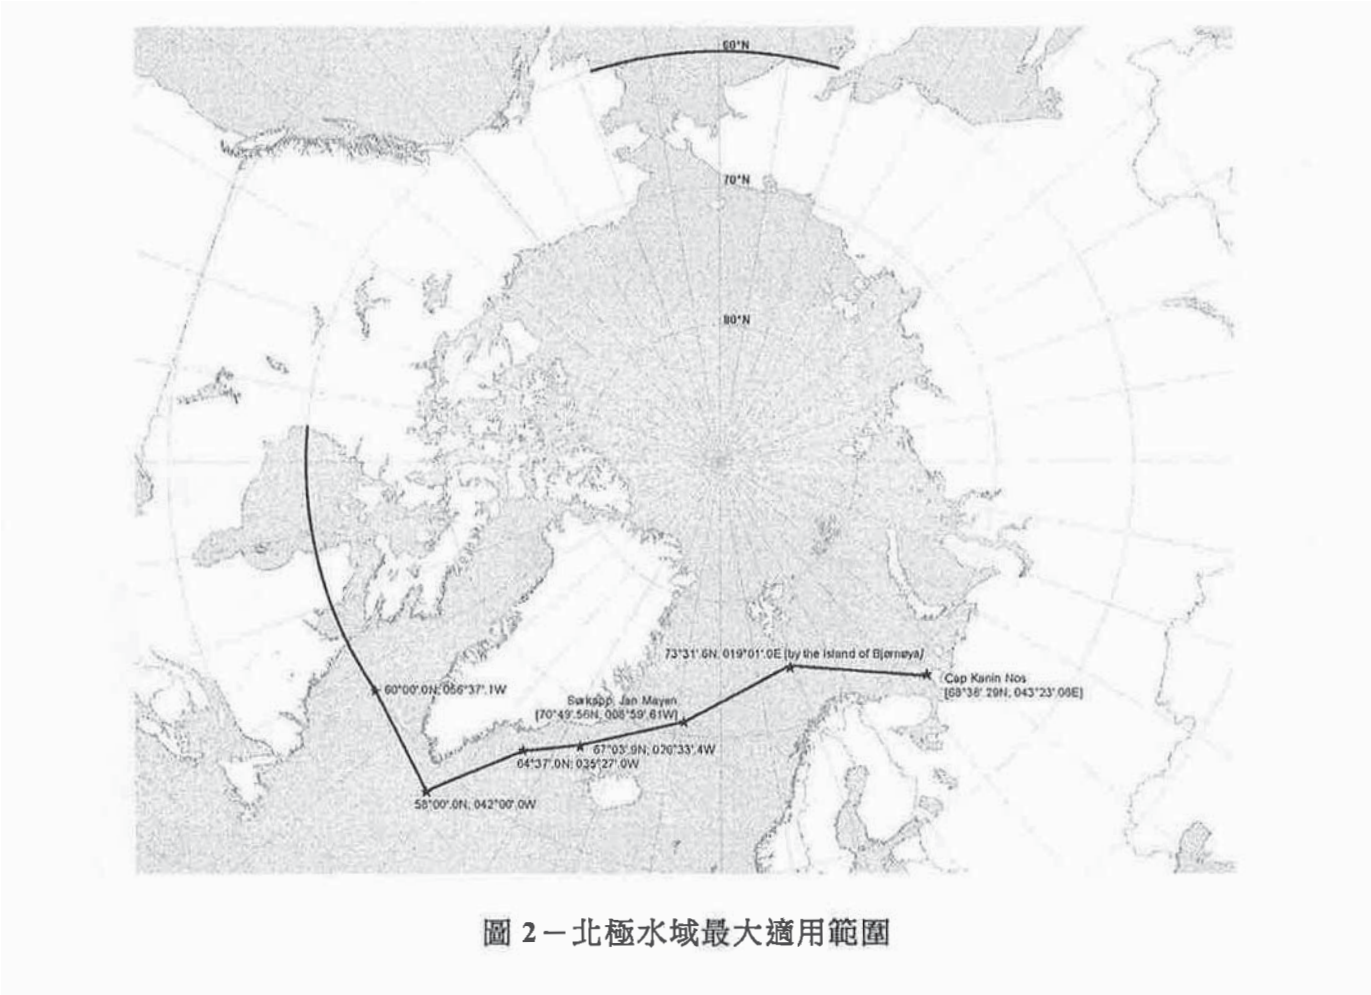 60°N
70°N
80°N
73°31'.6N, 019°01'.0E (by the island of Bjørnøya)
Cap Kanin Nos
[68°38'.29N, 043°23'.08E]
60°00'.0N; 056°37'.1W
Sørkapp, Jan Mayen
[70°49'.56N, 008°59'.61W]
67°03'.9N; 026°33'.4W
64°37'.0N; 035°27'.0W
58°00'.0N; 042°00'.0W
圖 2－北極水域最大適用範圍